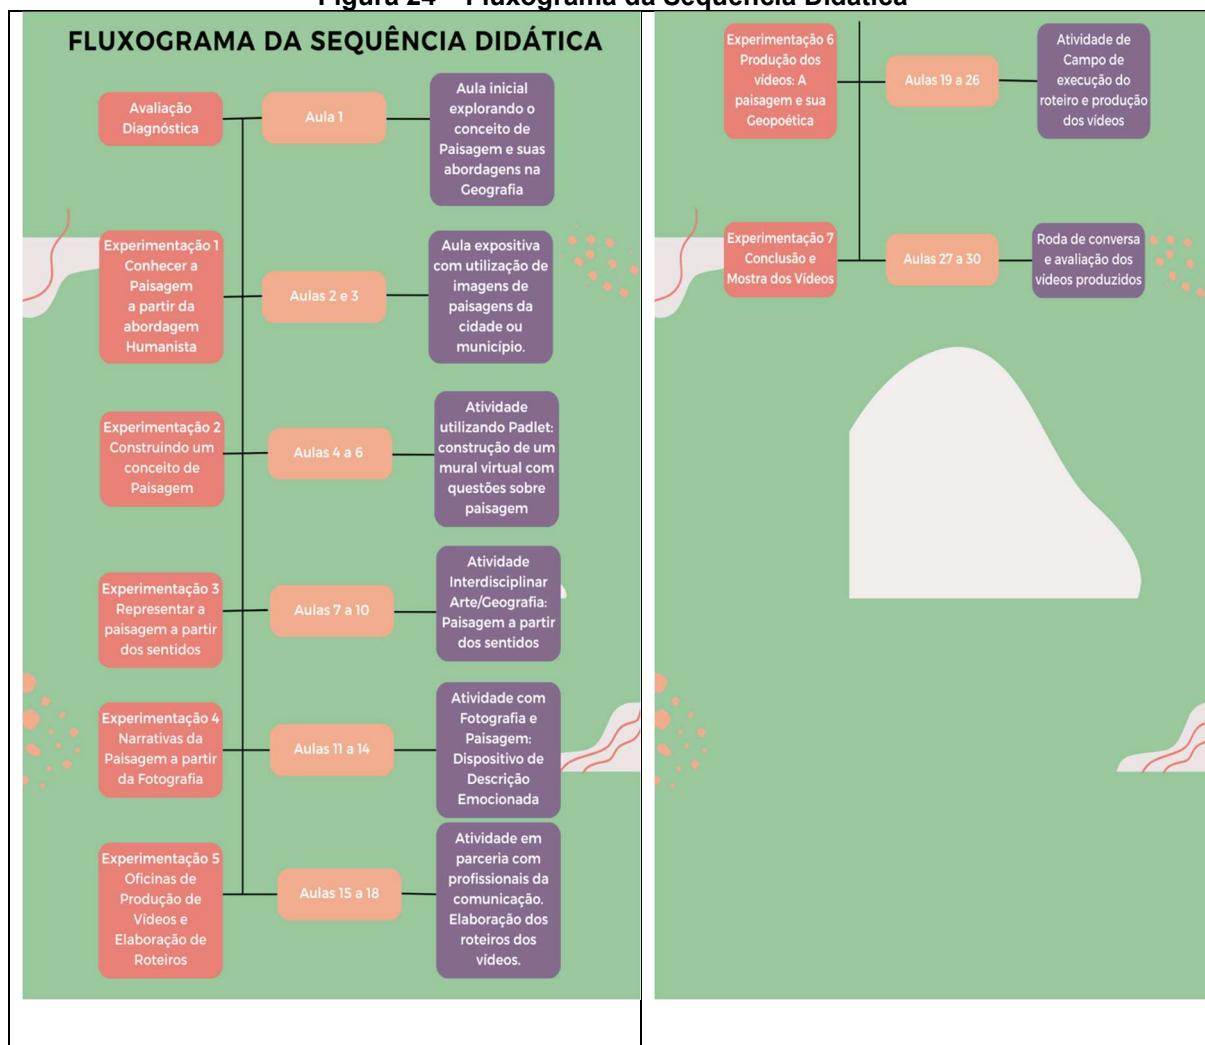 Figura 24 – Fluxograma da Sequência Didática
FLUXOGRAMA DA SEQUÊNCIA DIDÁTICA
Avaliação
Diagnóstica
Aula 1
Aula inicial
explorando o
conceito de
Paisagem e suas
abordagens na
Geografia
Experimentação 1
Conhecer a
Paisagem
a partir da
abordagem
Humanista
Aulas 2 e 3
Aula expositiva
com utilização de
imagens de
paisagens da
cidade ou
município.
Experimentação 2
Construindo um
conceito de
Paisagem
Aulas 4 a 6
Atividade
utilizando Padlet:
construção de um
mural virtual com
questões sobre
paisagem
Experimentação 3
Representar a
paisagem a partir
dos sentidos
Aulas 7 a 10
Atividade
Interdisciplinar
Arte/Geografia:
Paisagem a partir
dos sentidos
Experimentação 4
Narrativas da
Paisagem a partir
da Fotografia
Aulas 11 a 14
Atividade com
Fotografia e
Paisagem:
Dispositivo de
Descrição
Emocionada
Experimentação 5
Oficinas de
Produção de
Vídeos e
Elaboração de
Roteiros
Aulas 15 a 18
Atividade em
parceria com
profissionais da
comunicação.
Elaboração dos
roteiros dos
vídeos.
Experimentação 6
Produção dos
vídeos: A
paisagem e sua
Geopoética
Aulas 19 a 26
Atividade de
Campo de
execução do
roteiro e produção
dos vídeos
Experimentação 7
Conclusão e
Mostra dos Vídeos
Aulas 27 a 30
Roda de conversa
e avaliação dos
vídeos produzidos